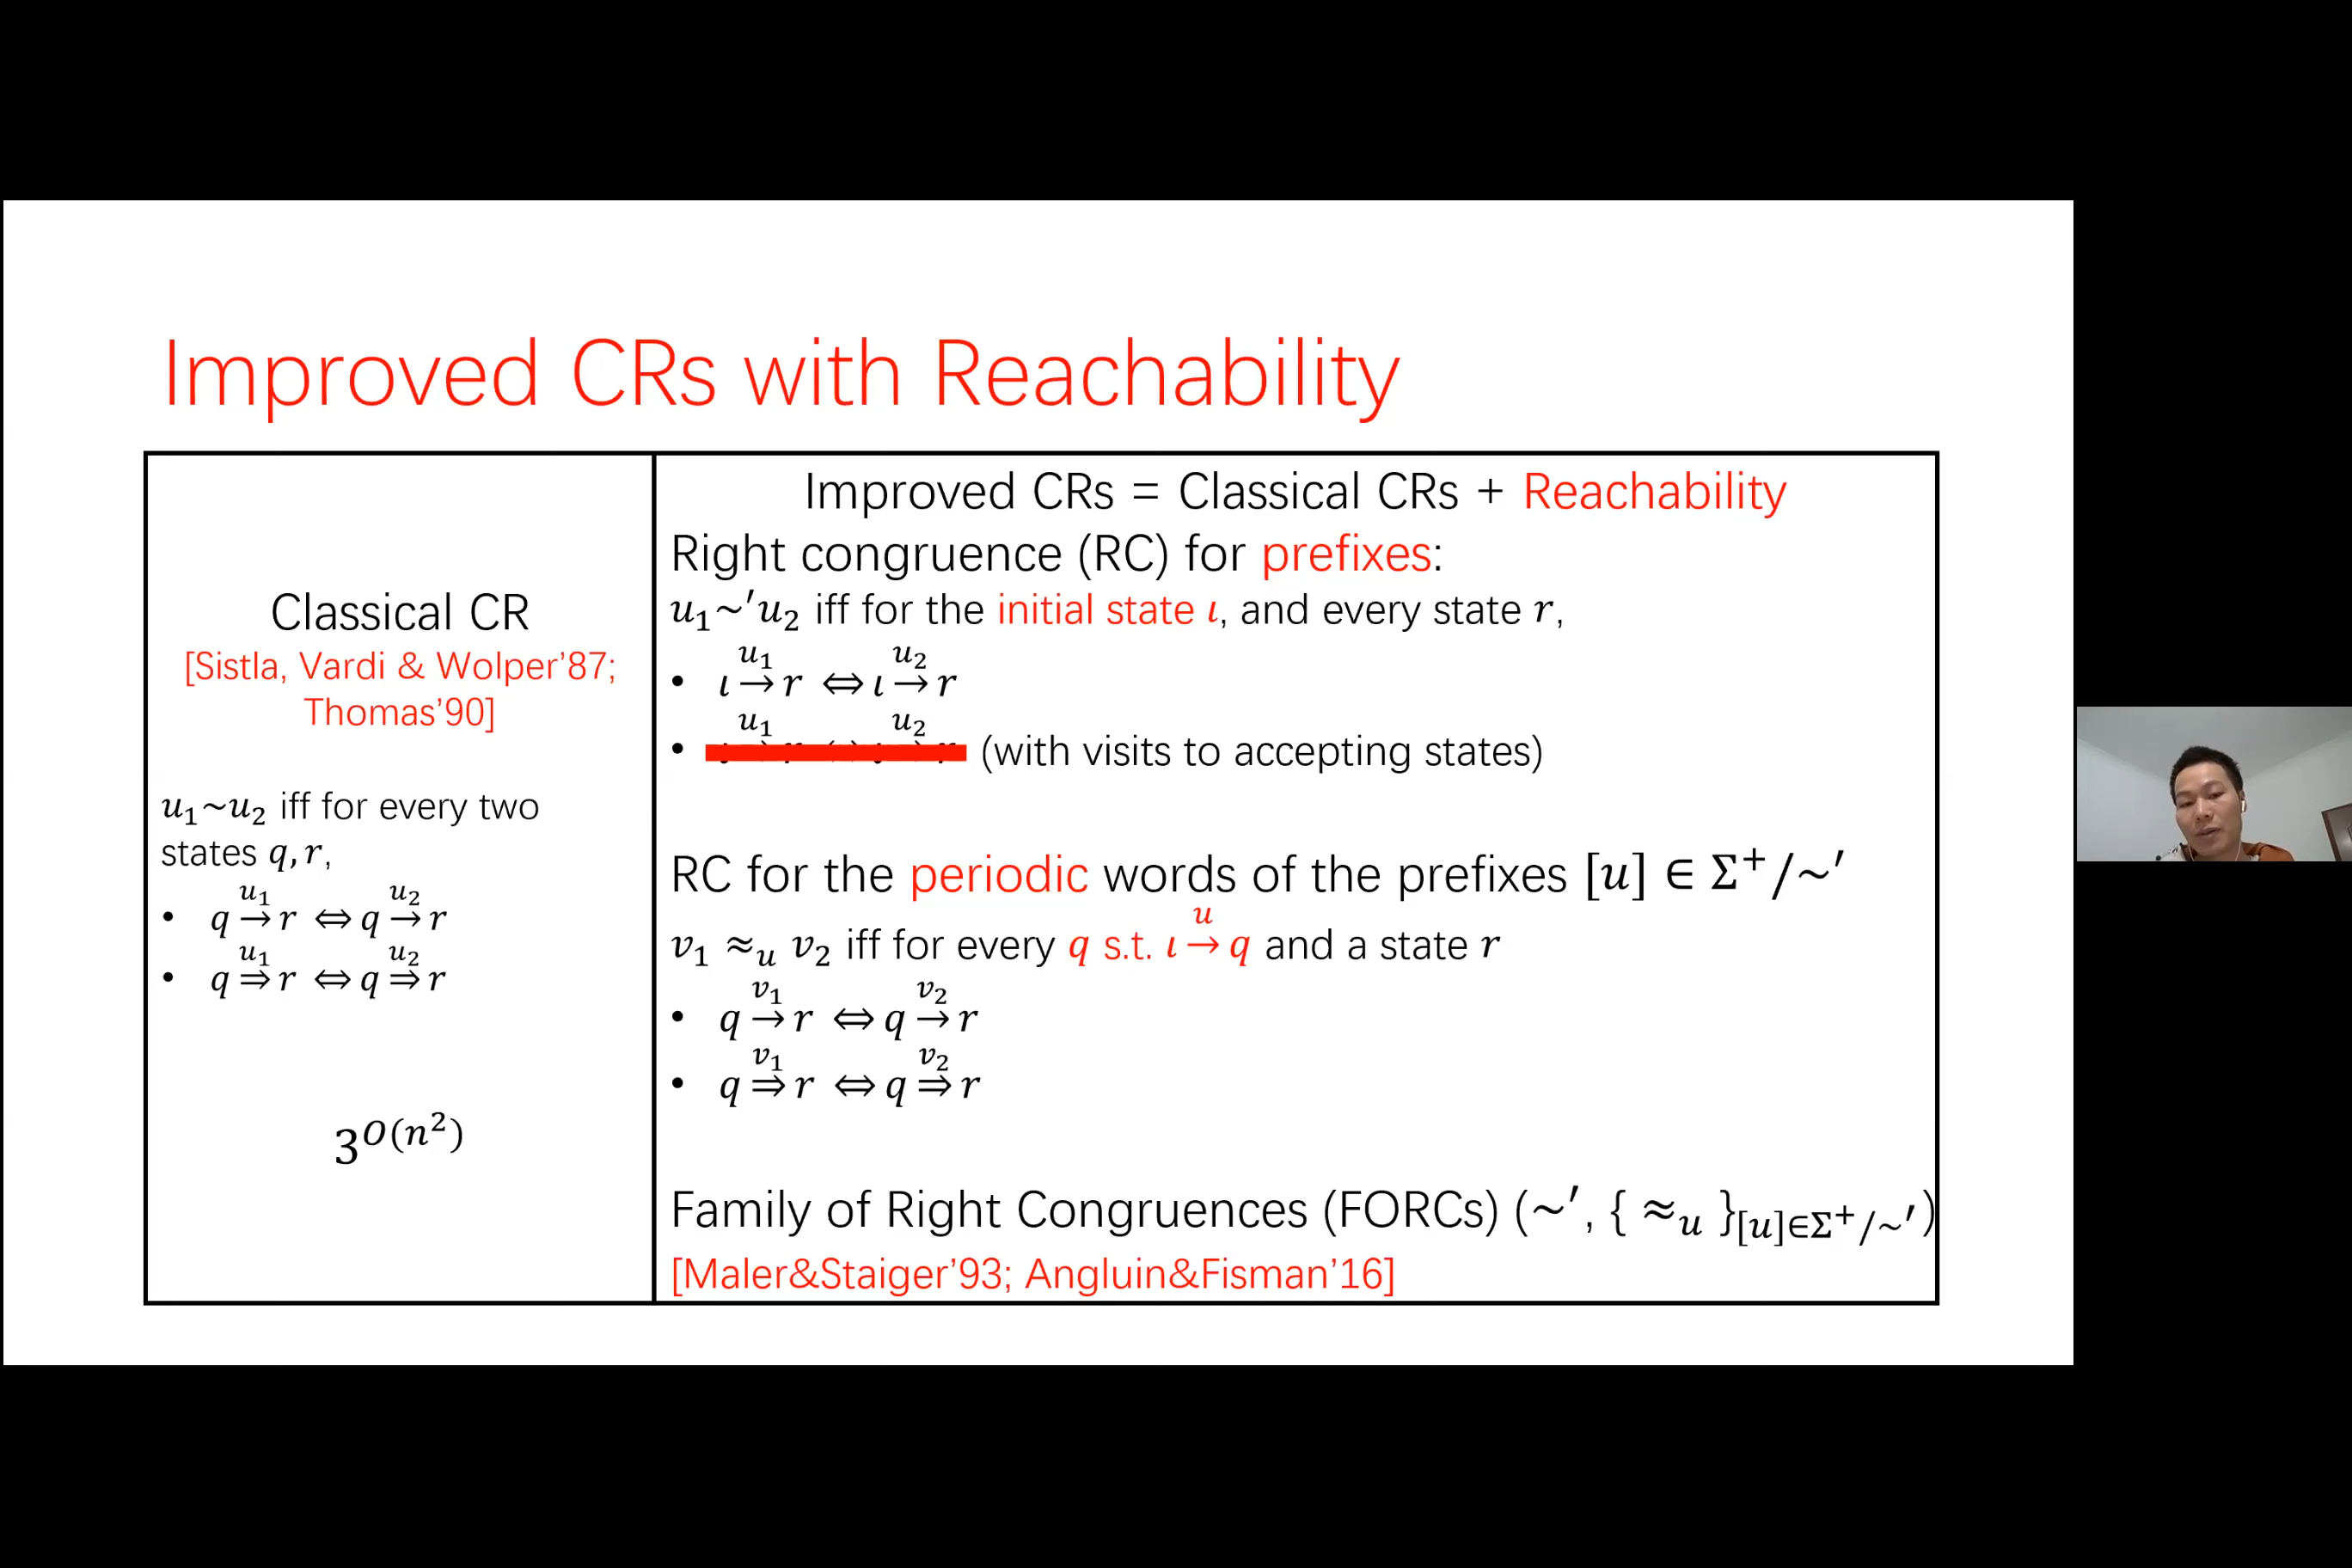 Improved CRs with Reachability
Classical CR
[Sistla, Vardi & Wolper’87;
Thomas’90]
u₁~u₂ iff for every two
states q, r,
• q →^{u₁} r ⇔ q →^{u₂} r
• q ⇒^{u₁} r ⇔ q ⇒^{u₂} r
3^{O(n²)}
Improved CRs = Classical CRs + Reachability
Right congruence (RC) for prefixes:
u₁~′u₂ iff for the initial state ι, and every state r,
• ι →^{u₁} r ⇔ ι →^{u₂} r
• u₁ u₂ (with visits to accepting states)
RC for the periodic words of the prefixes [u] ∈ Σ⁺/~′
v₁ ≈ᵤ v₂ iff for every q s.t. ι →^{u} q and a state r
• q →^{v₁} r ⇔ q →^{v₂} r
• q ⇒^{v₁} r ⇔ q ⇒^{v₂} r
Family of Right Congruences (FORCs) (~′, { ≈ᵤ }_{[u]∈Σ⁺/~′})
[Maler&Staiger’93; Angluin&Fisman’16]